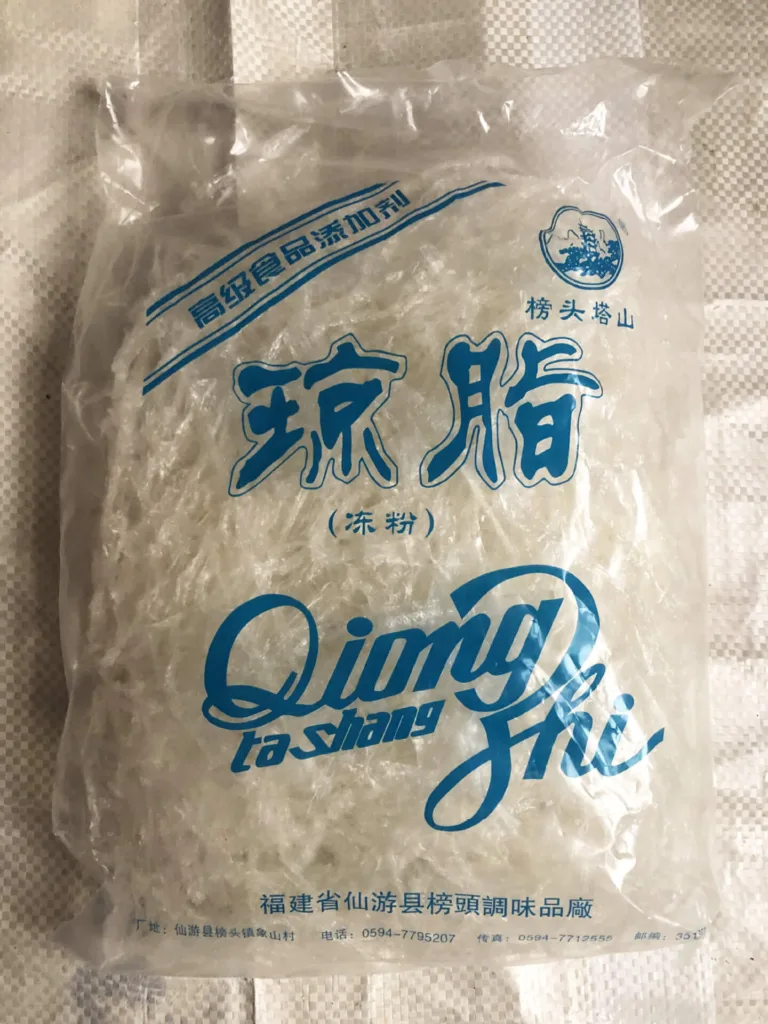 高级食品添加剂
榜头塔山
琼脂
(冻粉)
Qiong Shi
ta shang
福建省仙游县榜頭調味品廠
厂地：仙游县榜头镇象山村 电话：0594-7795207 传真：0594-7712555 邮编：351